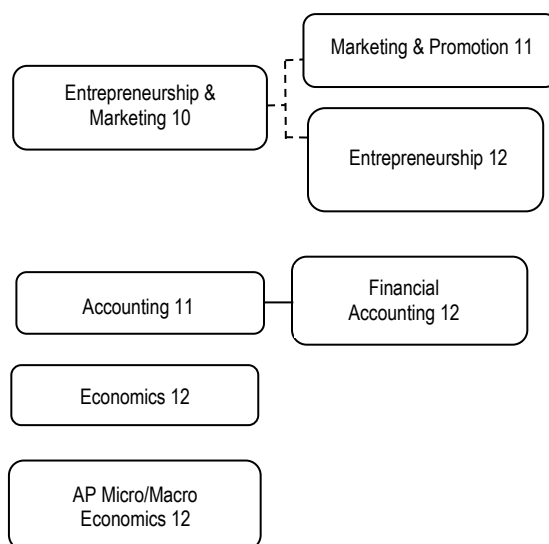 Marketing & Promotion 11
Entrepreneurship &
Marketing 10
Entrepreneurship 12
Accounting 11
Financial
Accounting 12
Economics 12
AP Micro/Macro
Economics 12